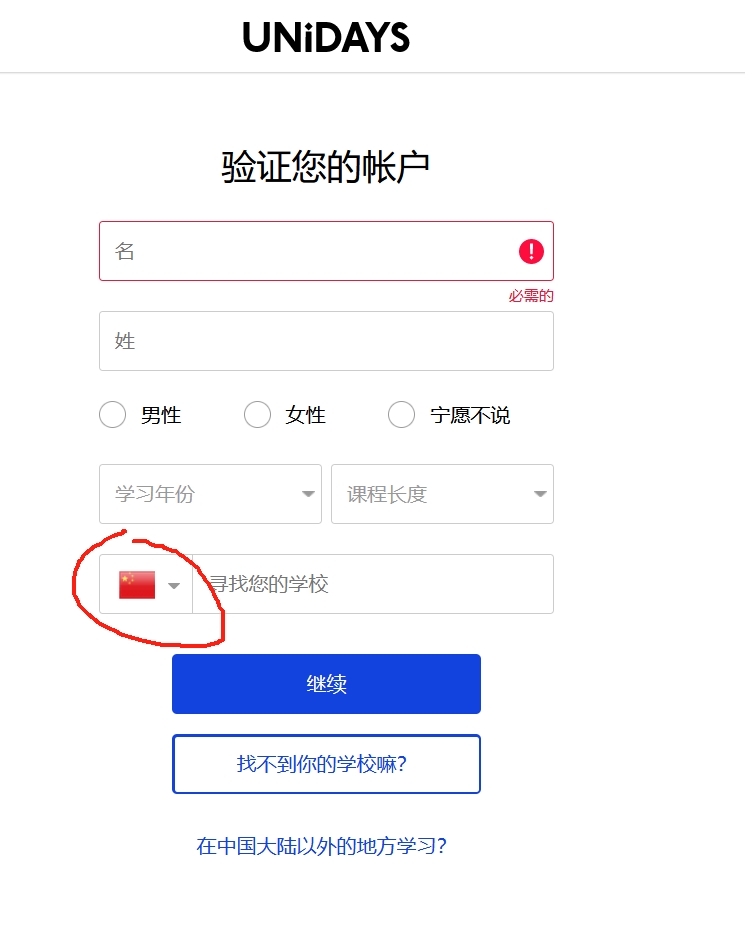 UNiDAYS
验证您的帐户
名
必需的
姓
男性 女性 宁愿不说
学习年份 课程长度
寻找您的学校
继续
找不到你的学校嘛?
在中国大陆以外的地方学习?